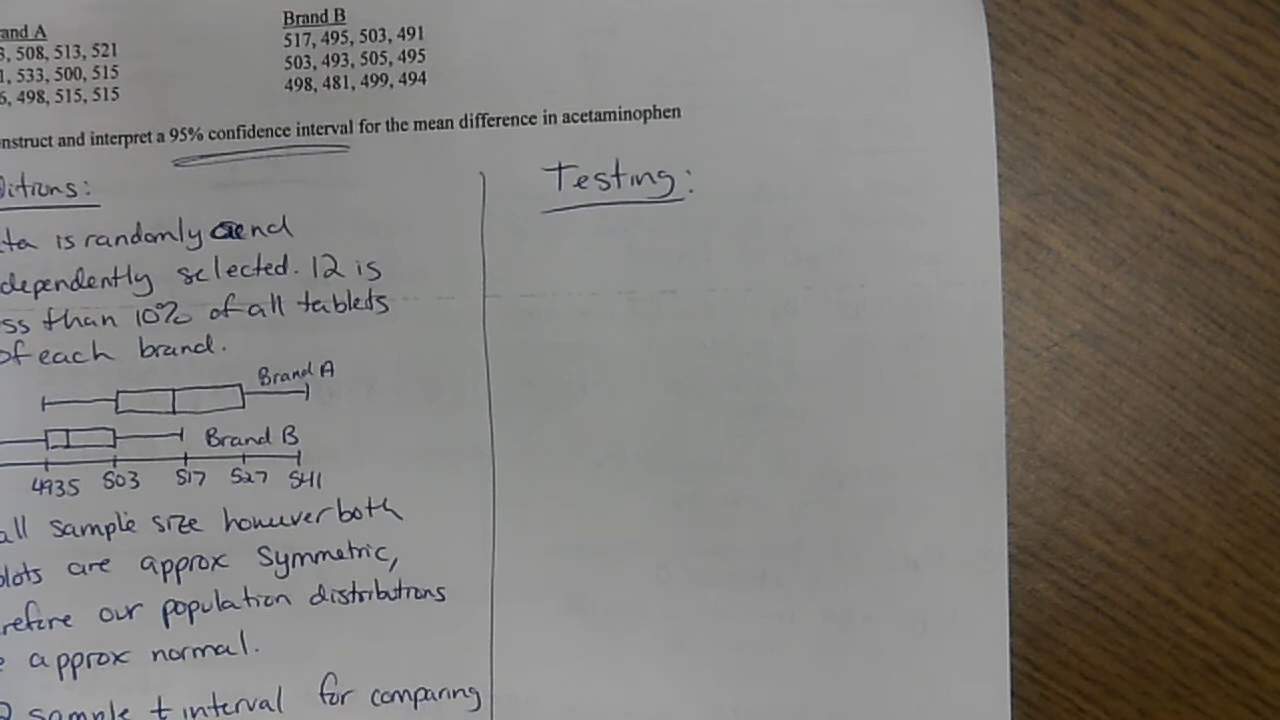 and A
Brand B
3, 508, 513, 521
517, 495, 503, 491
1, 533, 500, 515
503, 493, 505, 495
6, 498, 515, 515
498, 481, 499, 494
nstruct and interpret a 95% confidence interval for the mean difference in acetaminophen
ditions:
Testing:
ta is randomly and
dependently selected. 12 is
ss than 10% of all tablets
of each brand.
Brand A
Brand B
4935 503 517 527 541
all sample size however both
plots are approx symmetric,
refore our population distributions
e approx normal.
2 sample t interval for comparing